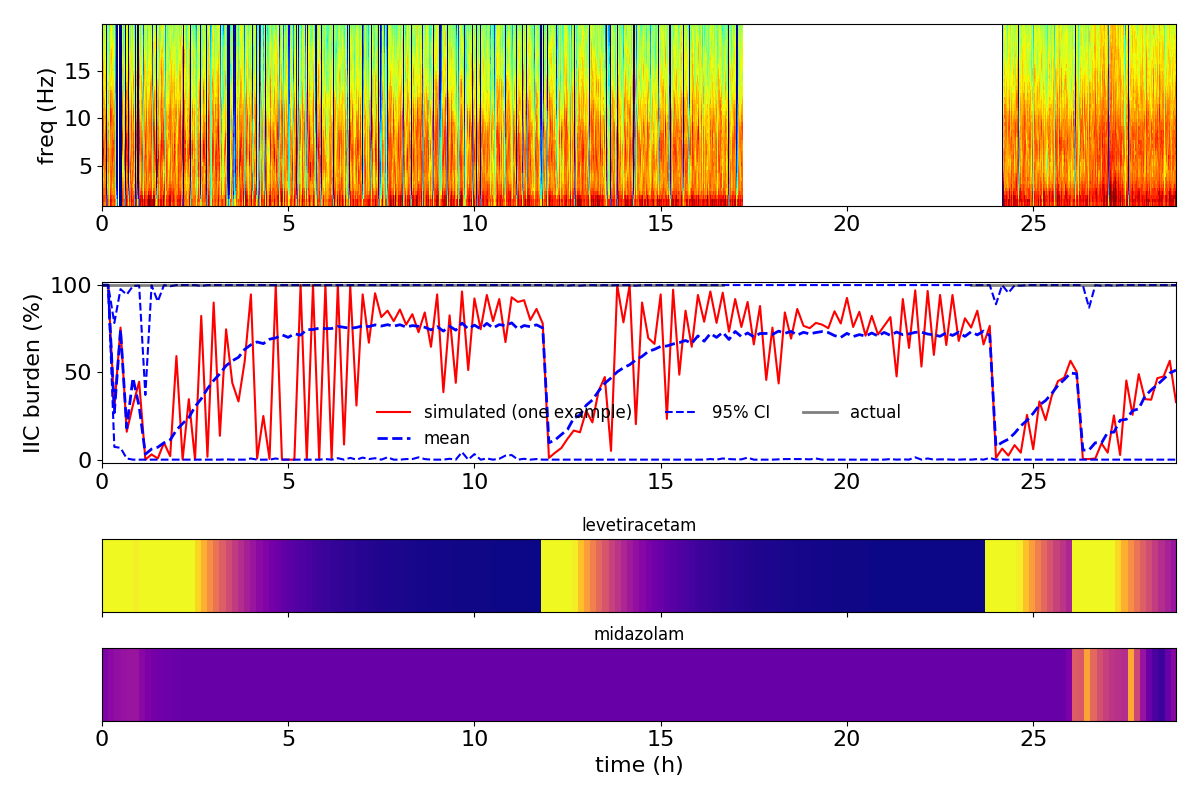 freq (Hz)
15
10
5
0 5 10 15 20 25
IIC burden (%)
100
50
0
simulated (one example) 95% CI actual
mean
0 5 10 15 20 25
levetiracetam
midazolam
0 5 10 15 20 25
time (h)